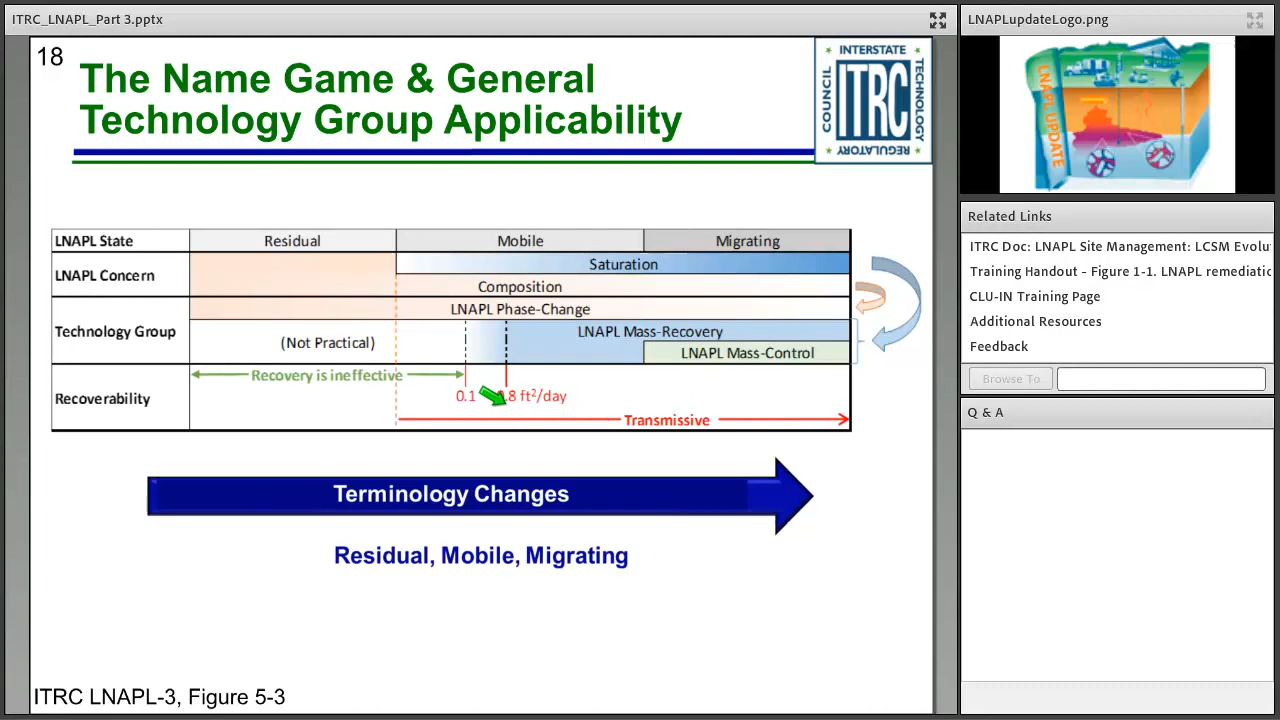 ITRC_LNAPL_Part 3.pptx
18
The Name Game & General
Technology Group Applicability
INTERSTATE
COUNCIL
ITRC
TECHNOLOGY
REGULATORY
LNAPL State
Residual
Mobile
Migrating
LNAPL Concern
Saturation
Composition
Technology Group
LNAPL Phase-Change
(Not Practical)
LNAPL Mass-Recovery
LNAPL Mass-Control
Recoverability
Recovery is ineffective
0.1
.8 ft²/day
Transmissive
Terminology Changes
Residual, Mobile, Migrating
ITRC LNAPL-3, Figure 5-3
LNAPLupdateLogo.png
LNAPL UPDATE
Related Links
ITRC Doc: LNAPL Site Management: LCSM Evolu
Training Handout - Figure 1-1. LNAPL remediatic
CLU-IN Training Page
Additional Resources
Feedback
Browse To
Q & A